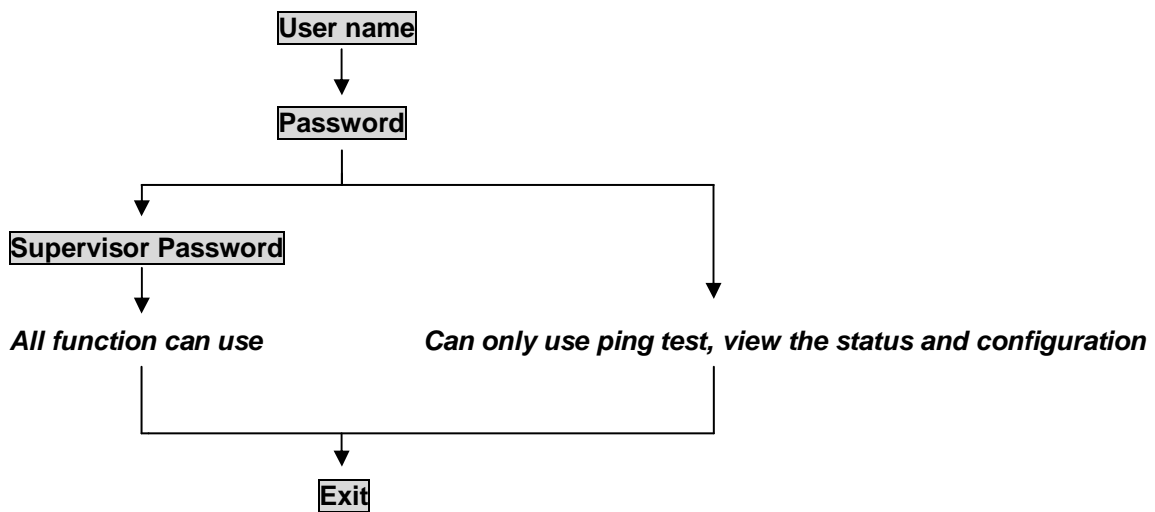 User name
Password
Supervisor Password
All function can use
Can only use ping test, view the status and configuration
Exit